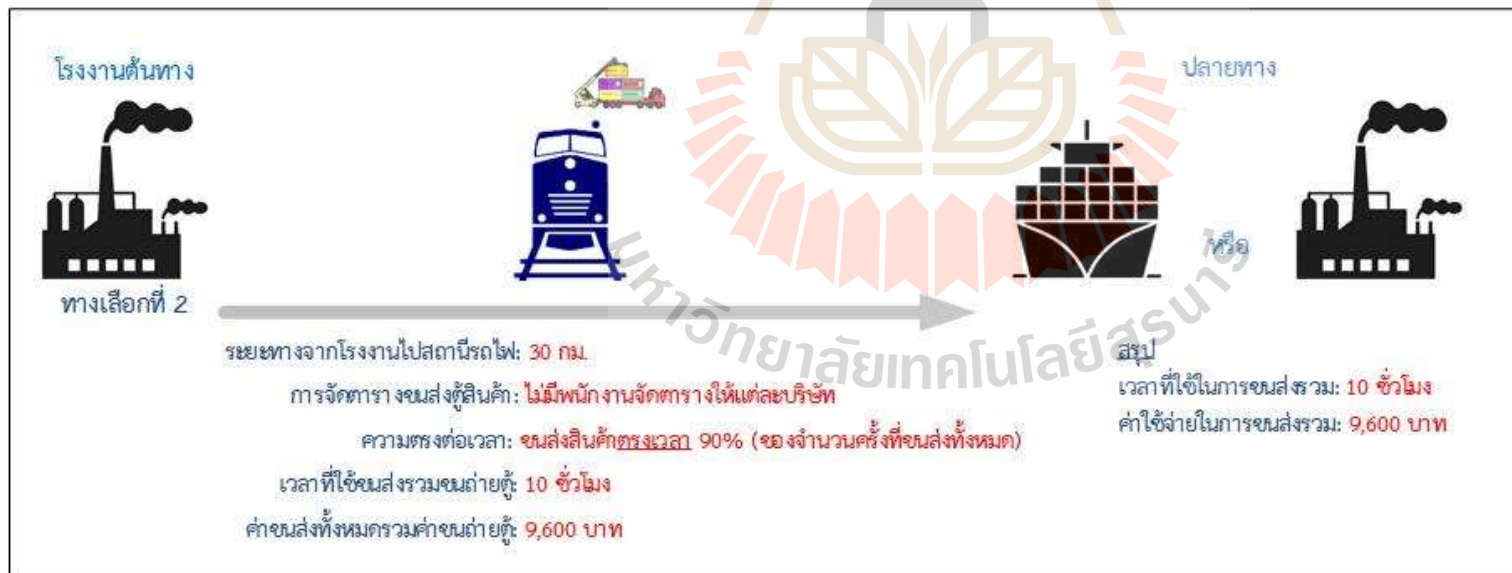 โรงงานต้นทาง
ปลายทาง
หรือ
ทางเลือกที่ 2
ระยะทางจากโรงงานไปสถานีรถไฟ: 30 กม.
การจัดตารางขนส่งตู้สินค้า: ไม่มีพนักงานจัดตารางให้แต่ละบริษัท
ความตรงต่อเวลา: ขนส่งสินค้าตรงเวลา 90% (ของจำนวนครั้งที่ขนส่งทั้งหมด)
เวลาที่ใช้ขนส่งรวมขนถ่ายตู้: 10 ชั่วโมง
ค่าขนส่งทั้งหมดรวมค่าขนถ่ายตู้: 9,600 บาท
สรุป
เวลาที่ใช้ในการขนส่งรวม: 10 ชั่วโมง
ค่าใช้จ่ายในการขนส่งรวม: 9,600 บาท
มหาวิทยาลัยเทคโนโลยีสุรนารี